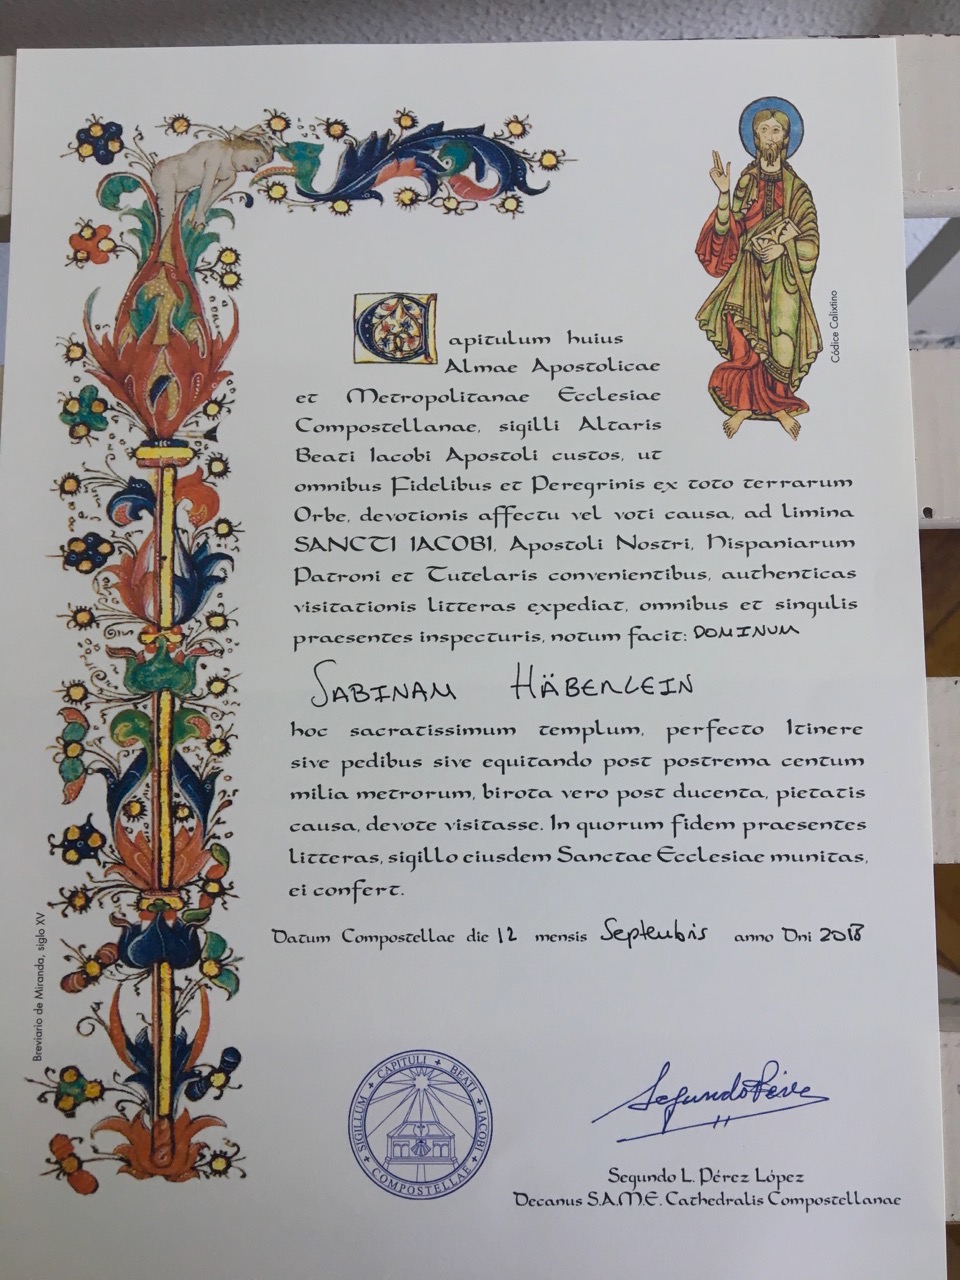 Capitulum huius
Almae Apostolicae
et Metropolitanae Ecclesiae
Compostellanae, sigilli Altaris
Beati Iacobi Apostoli custos, ut
omnibus Fidelibus et Peregrinis ex toto terrarum
Orbe, devotionis affectu vel voti causa, ad limina
SANCTI IACOBI, Apostoli Nostri, Hispaniarum
Patroni et Tutelaris convenientibus, authenticas
visitationis litteras expediat, omnibus et singulis
praesentes inspecturis, notum facit: DOMINUM
SABINAM HÄBERLEIN
hoc sacratissimum templum, perfecto Itinere
sive pedibus sive equitando post postrema centum
milia metrorum, birota vero post ducenta, pietatis
causa, devote visitasse. In quorum fidem praesentes
litteras, sigillo eiusdem Sanctae Ecclesiae munitas,
ei confert.
Datum Compostellae die 12 mensis Septembris anno Dni 2018
Códice Calixtino
Breviario de Miranda, siglo XV
SIGILLUM + CAPITULI + BEATI + IACOBI + COMPOSTELLAE +
Segundo Pérez
Segundo L. Pérez López
Decanus S.A.M.E. Cathedralis Compostellanae